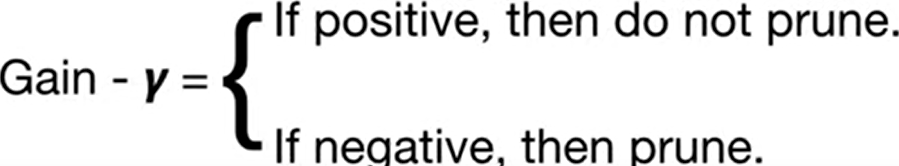 If positive, then do not prune.
Gain - γ =
If negative, then prune.